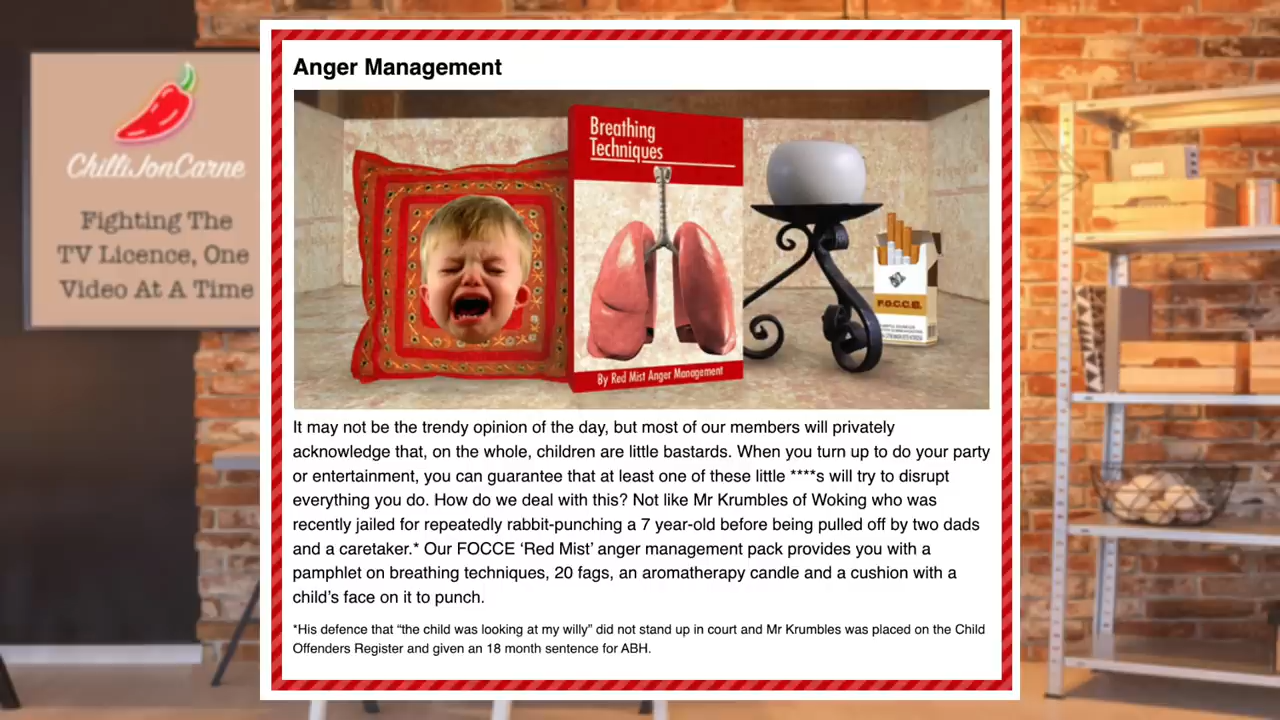 ChilliJonCarne
Fighting The
TV Licence, One
Video At A Time
Anger Management
Breathing
Techniques
By Red Mist Anger Management
F.O.C.C.E.
It may not be the trendy opinion of the day, but most of our members will privately
acknowledge that, on the whole, children are little bastards. When you turn up to do your party
or entertainment, you can guarantee that at least one of these little ****s will try to disrupt
everything you do. How do we deal with this? Not like Mr Krumbles of Woking who was
recently jailed for repeatedly rabbit-punching a 7 year-old before being pulled off by two dads
and a caretaker.* Our FOCCE ‘Red Mist’ anger management pack provides you with a
pamphlet on breathing techniques, 20 fags, an aromatherapy candle and a cushion with a
child’s face on it to punch.
*His defence that “the child was looking at my willy” did not stand up in court and Mr Krumbles was placed on the Child
Offenders Register and given an 18 month sentence for ABH.